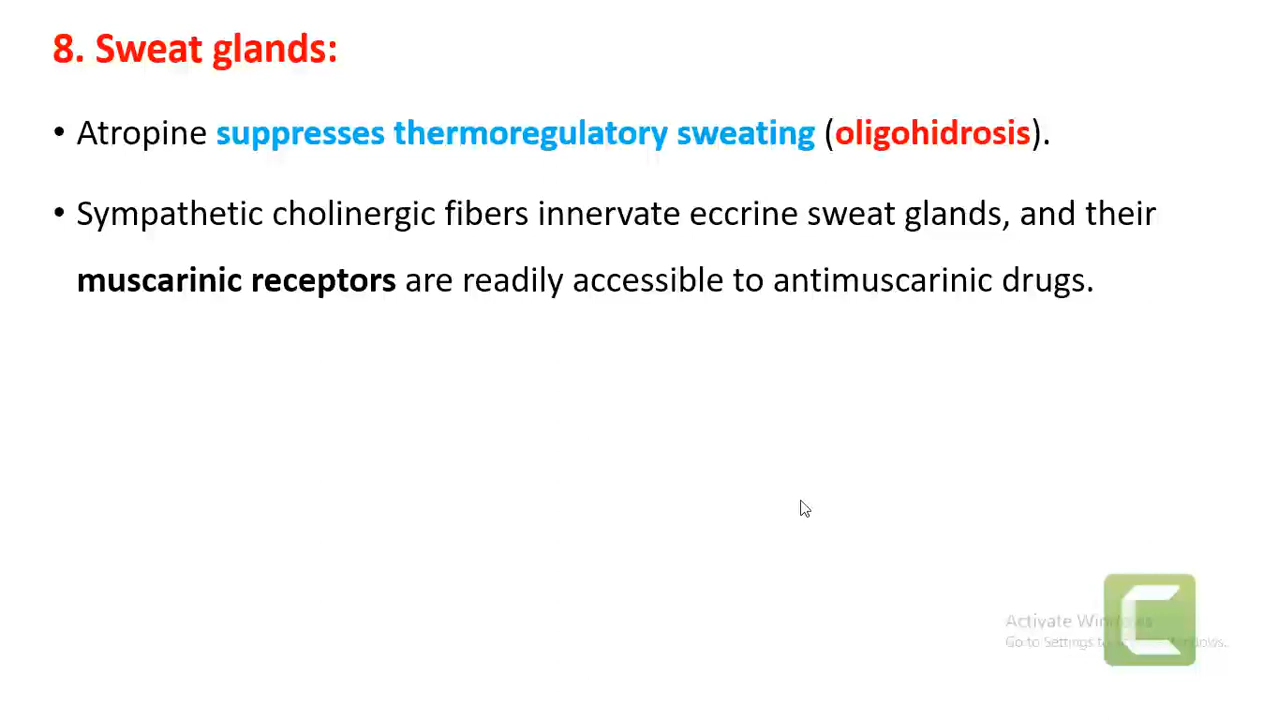 8. Sweat glands:
• Atropine suppresses thermoregulatory sweating (oligohidrosis).
• Sympathetic cholinergic fibers innervate eccrine sweat glands, and their
muscarinic receptors are readily accessible to antimuscarinic drugs.
Activate Windows
Go to Settings to Windows.